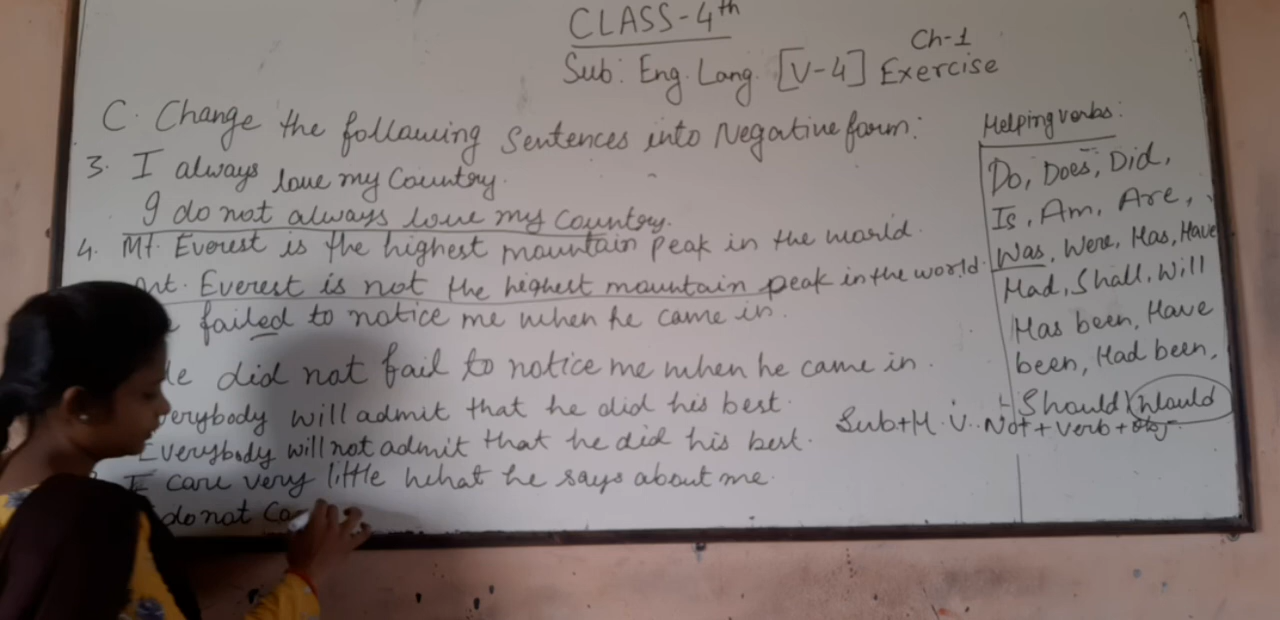 CLASS-4th
Sub: Eng. Lang. [V-4] Ch-1 Exercise
C. Change the following Sentences into Negative form:
3. I always love my Country.
I do not always love my Country.
4. Mt. Everest is the highest mountain peak in the world.
Everest is not the highest mountain peak in the world.
failed to notice me when he came in.
did not fail to notice me when he came in.
will admit that he did his best.
Everybody will not admit that he did his best.
I care very little what he says about me.
do not
Helping verbs:
Do, Does, Did,
Is, Am, Are,
Was, Were, Has, Have
Had, Shall, Will
Has been, Have
been, Had been,
Should, Would
Sub+H.V.. Not+Verb+Obj.